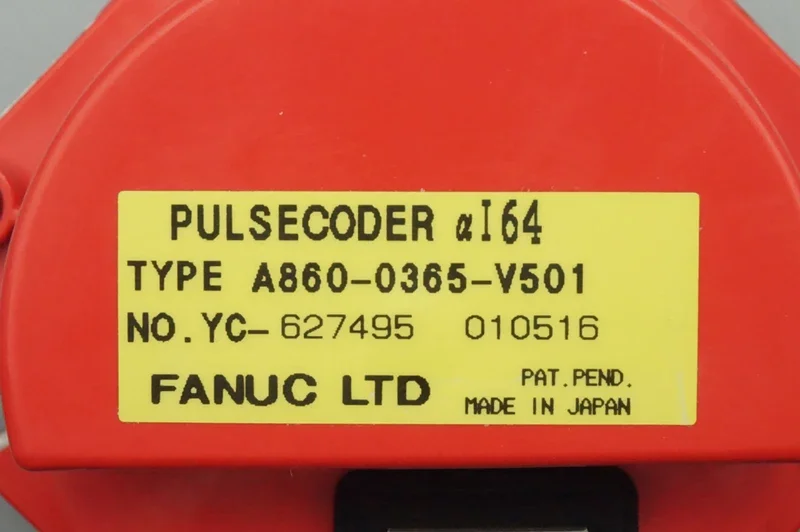 PULSECODER αI64
TYPE A860-0365-V501
NO.YC-627495 010516
FANUC LTD
PAT.PEND.
MADE IN JAPAN